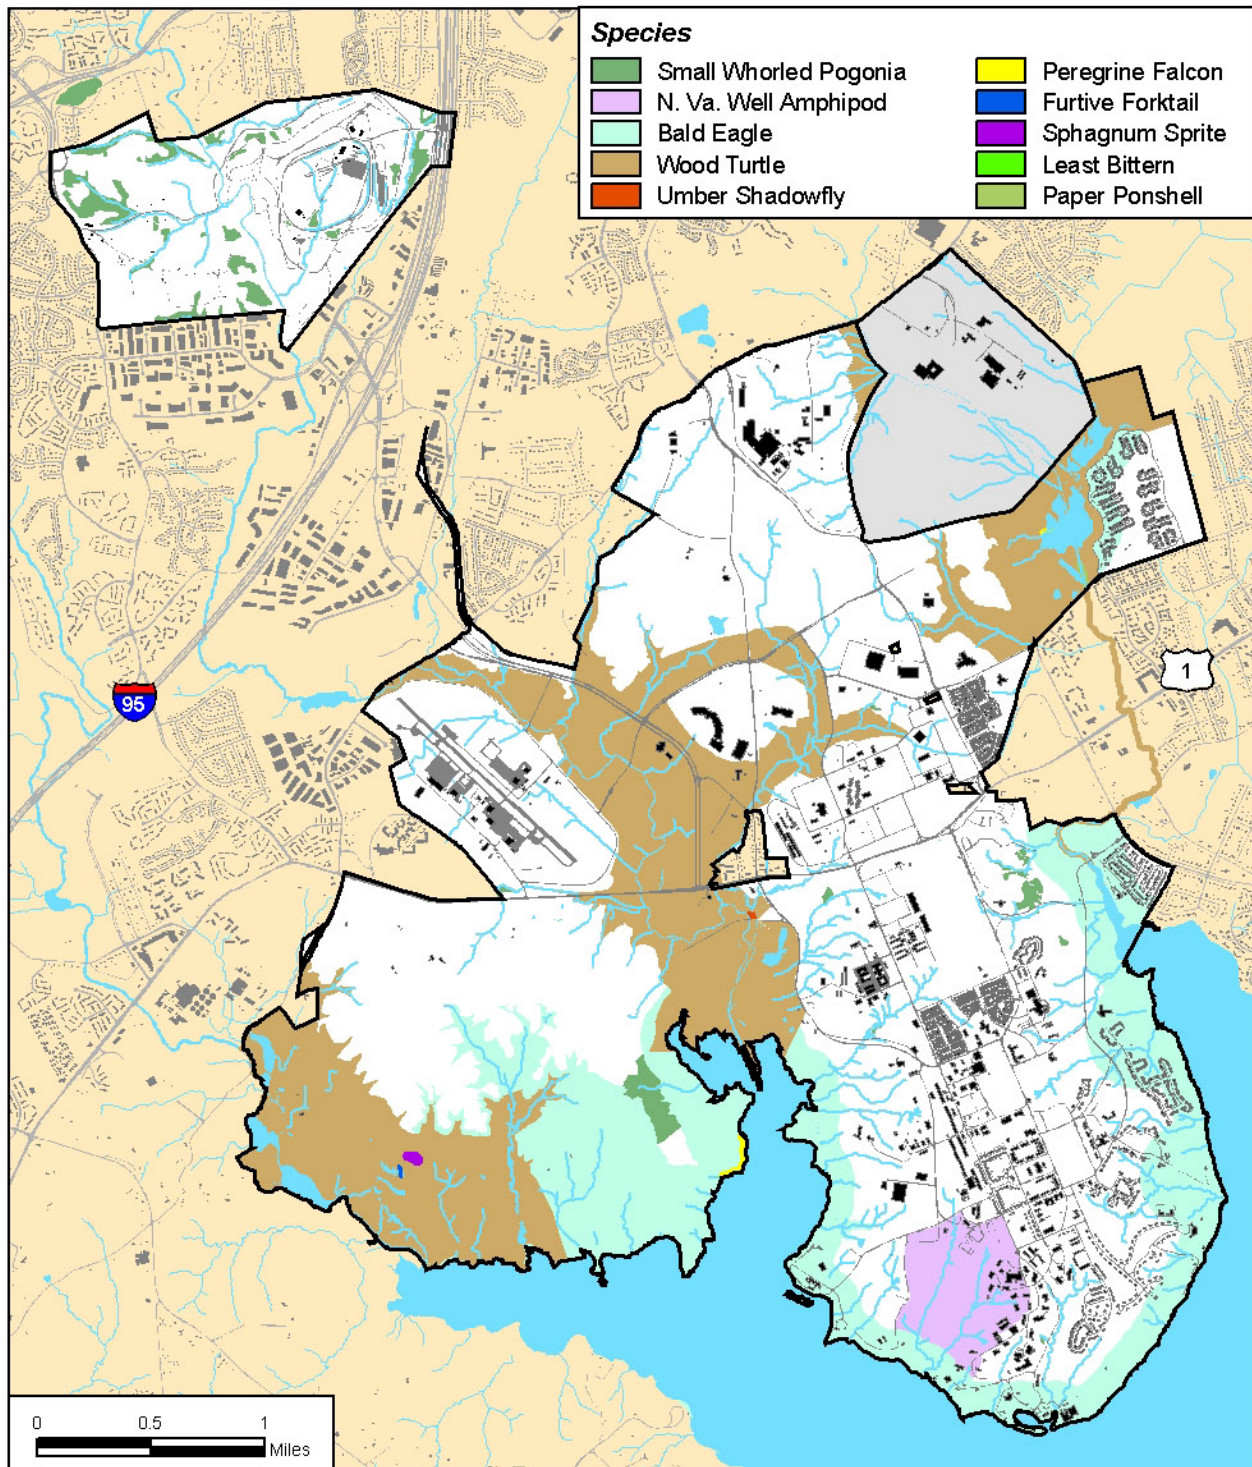 Species
Small Whorled Pogonia
N. Va. Well Amphipod
Bald Eagle
Wood Turtle
Umber Shadowfly
Peregrine Falcon
Furtive Forktail
Sphagnum Sprite
Least Bittern
Paper Ponshell
1
95
0 0.5 1
Miles